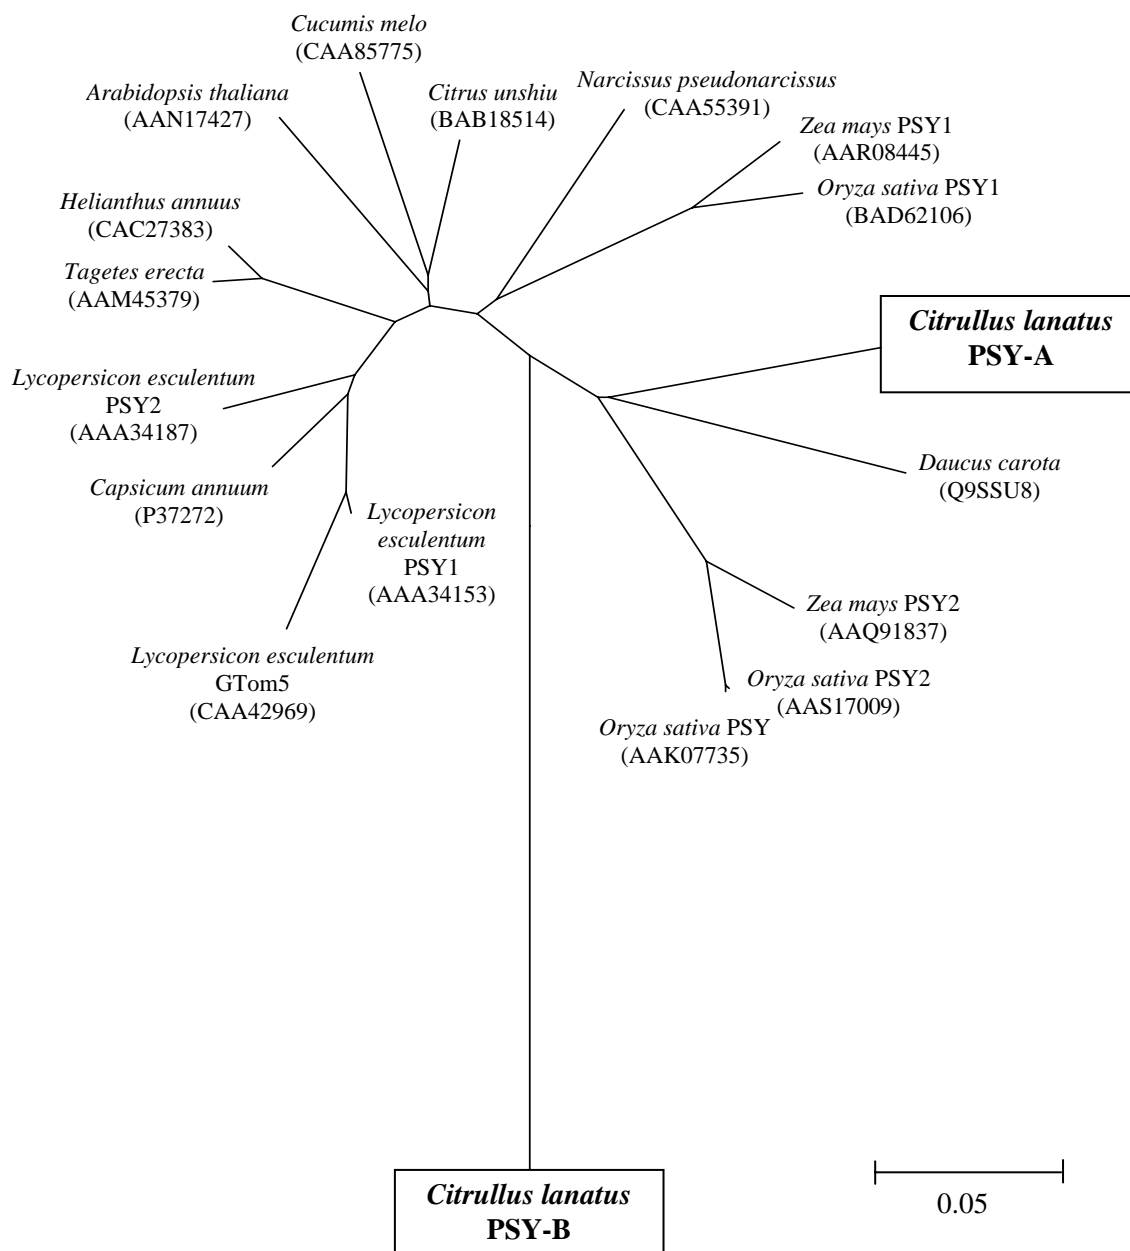 Cucumis melo
(CAA85775)
Arabidopsis thaliana
(AAN17427)
Citrus unshiu
(BAB18514)
Narcissus pseudonarcissus
(CAA55391)
Zea mays PSY1
(AAR08445)
Oryza sativa PSY1
(BAD62106)
Helianthus annuus
(CAC27383)
Tagetes erecta
(AAM45379)
Citrullus lanatus
PSY-A
Lycopersicon esculentum
PSY2
(AAA34187)
Daucus carota
(Q9SSU8)
Capsicum annuum
(P37272)
Lycopersicon
esculentum
PSY1
(AAA34153)
Zea mays PSY2
(AAQ91837)
Lycopersicon esculentum
GTom5
(CAA42969)
Oryza sativa PSY2
(AAS17009)
Oryza sativa PSY
(AAK07735)
Citrullus lanatus
PSY-B
0.05